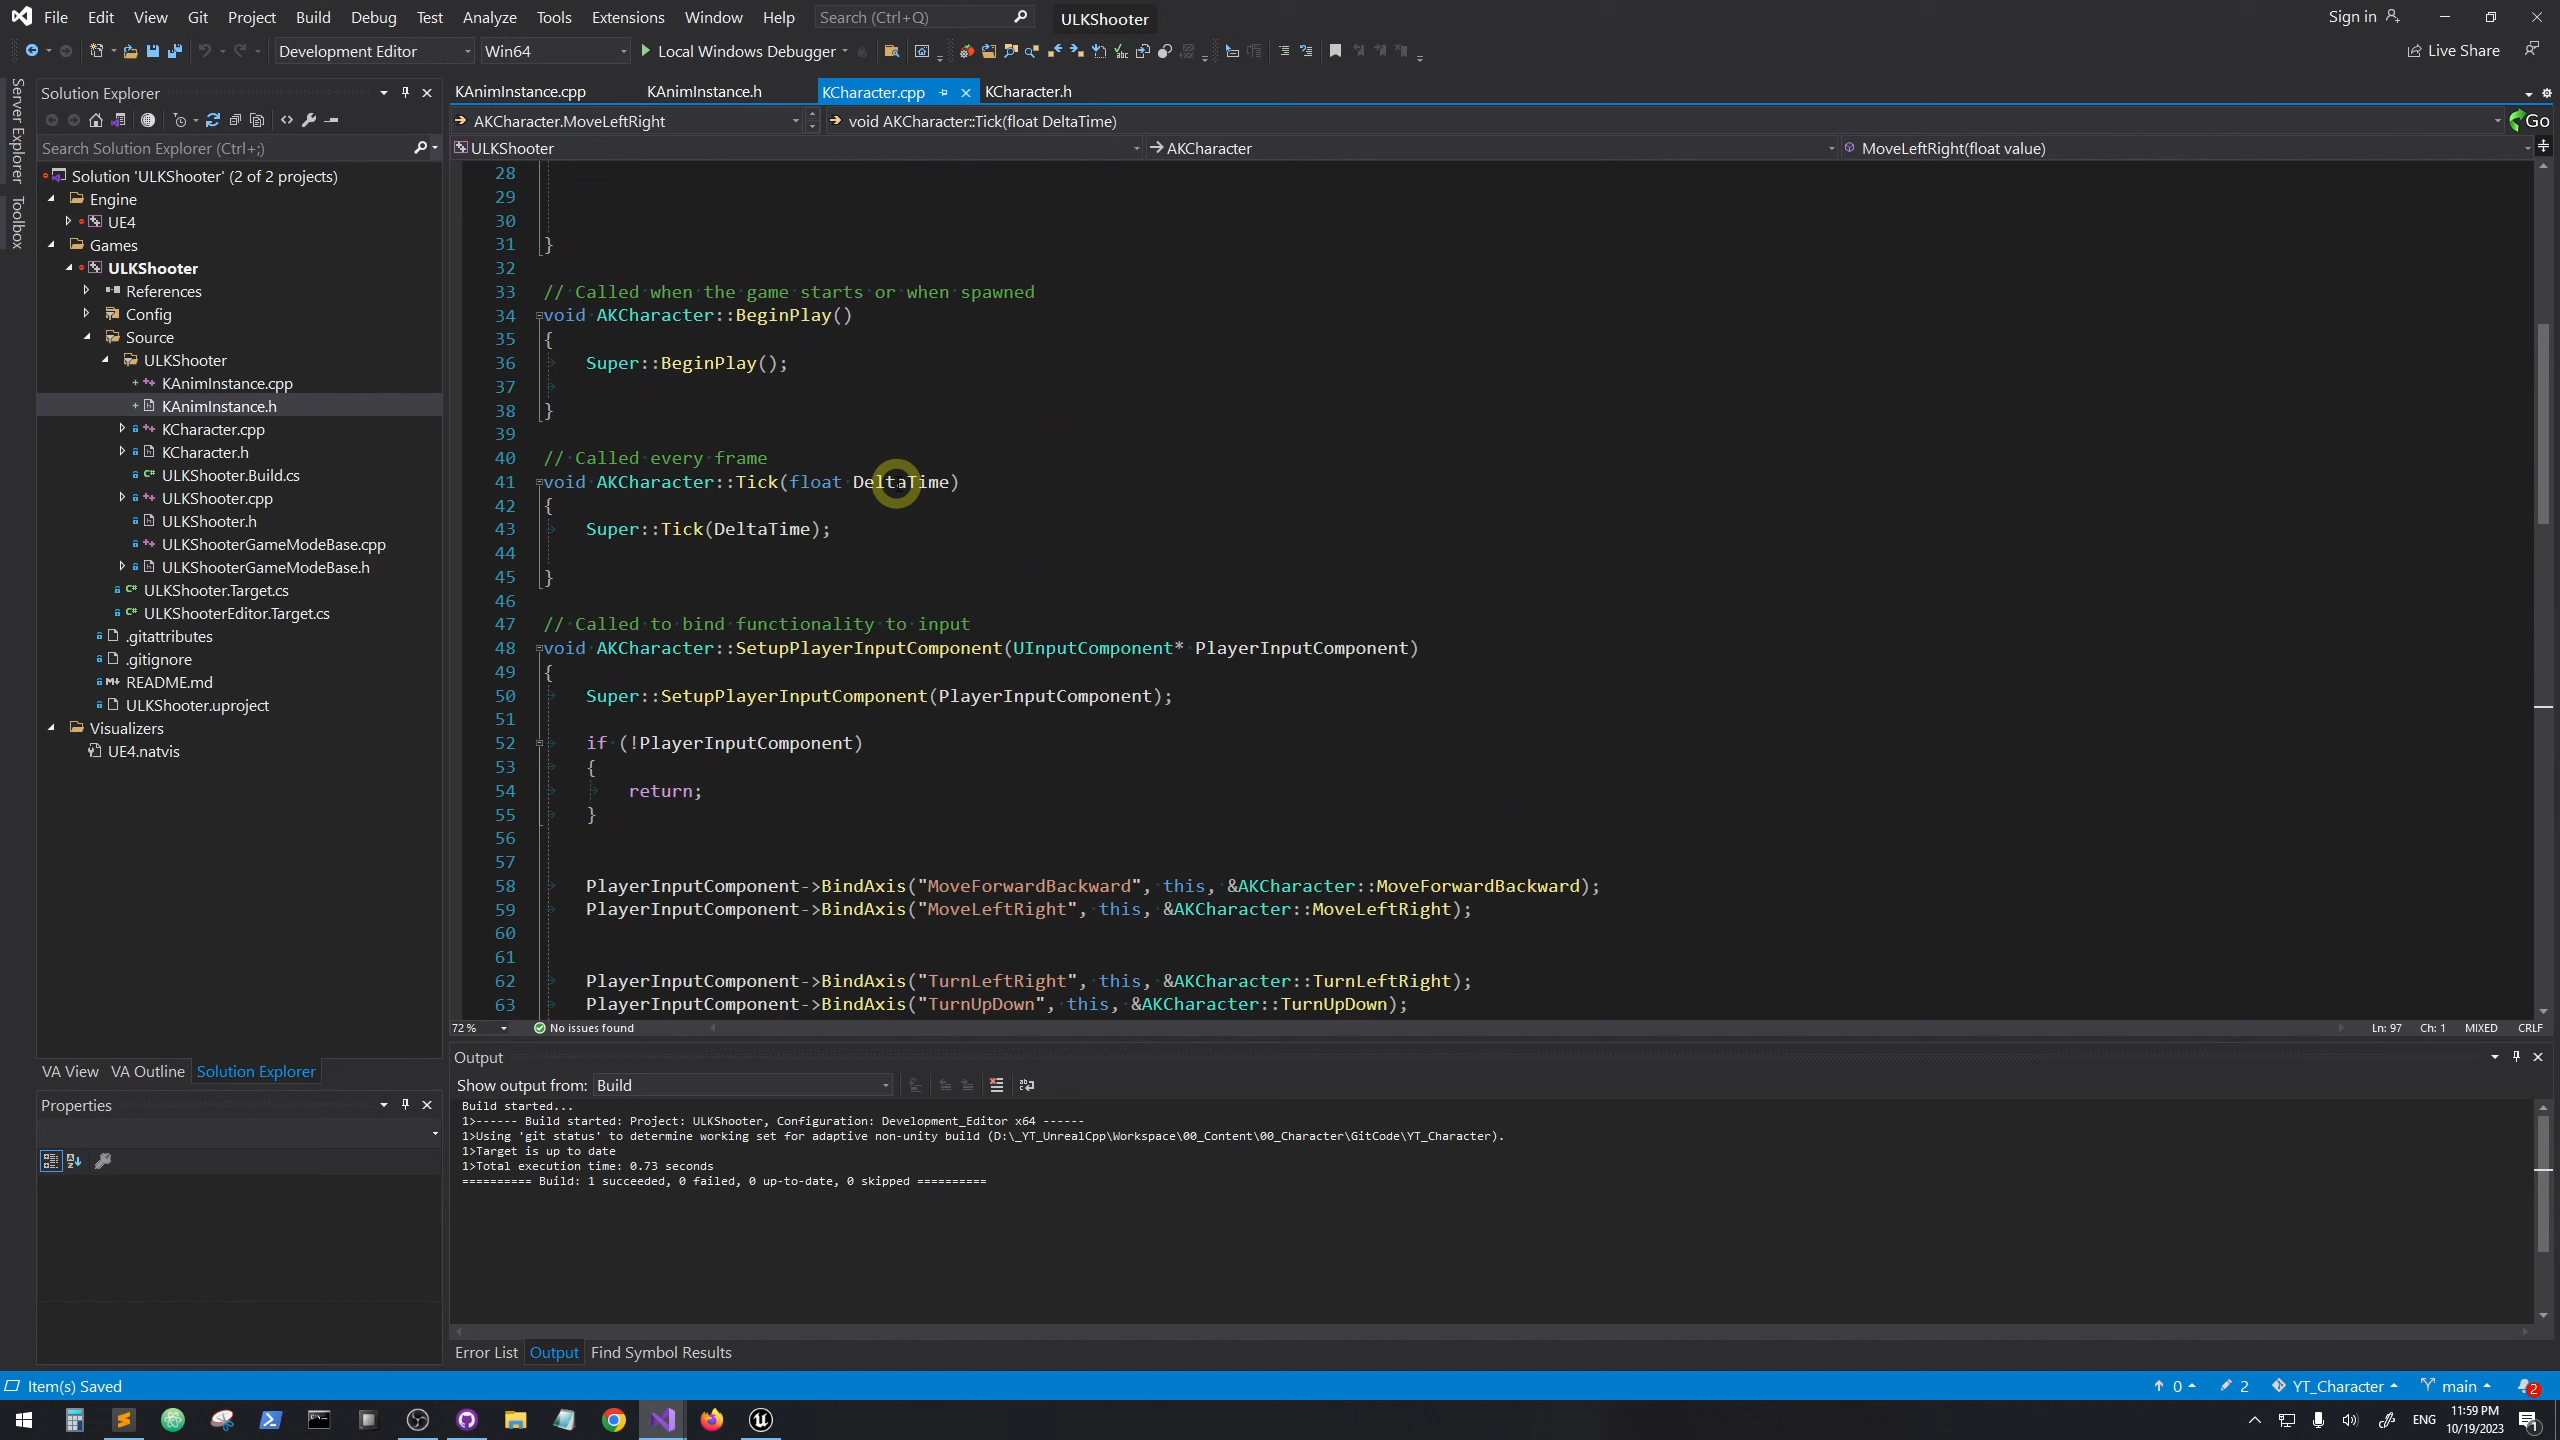 File Edit View Git Project Build Debug Test Analyze Tools Extensions Window Help Search (Ctrl+Q) ULKShooter Sign in
Development Editor Win64 Local Windows Debugger Live Share
Server Explorer
Toolbox
Solution Explorer
Search Solution Explorer (Ctrl+;)
Solution 'ULKShooter' (2 of 2 projects)
Engine
UE4
Games
ULKShooter
References
Config
Source
ULKShooter
KAnimInstance.cpp
KAnimInstance.h
KCharacter.cpp
KCharacter.h
ULKShooter.Build.cs
ULKShooter.cpp
ULKShooter.h
ULKShooterGameModeBase.cpp
ULKShooterGameModeBase.h
ULKShooter.Target.cs
ULKShooterEditor.Target.cs
.gitattributes
.gitignore
README.md
ULKShooter.uproject
Visualizers
UE4.natvis
VA View VA Outline Solution Explorer
Properties
KAnimInstance.cpp KAnimInstance.h KCharacter.cpp KCharacter.h
AKCharacter.MoveLeftRight void AKCharacter::Tick(float DeltaTime) Go
ULKShooter AKCharacter MoveLeftRight(float value)
28
29
30
31 }
32
33 // Called when the game starts or when spawned
34 void AKCharacter::BeginPlay()
35 {
36 Super::BeginPlay();
37
38 }
39
40 // Called every frame
41 void AKCharacter::Tick(float DeltaTime)
42 {
43 Super::Tick(DeltaTime);
44
45 }
46
47 // Called to bind functionality to input
48 void AKCharacter::SetupPlayerInputComponent(UInputComponent* PlayerInputComponent)
49 {
50 Super::SetupPlayerInputComponent(PlayerInputComponent);
51
52 if (!PlayerInputComponent)
53 {
54 return;
55 }
56
57
58 PlayerInputComponent->BindAxis("MoveForwardBackward", this, &AKCharacter::MoveForwardBackward);
59 PlayerInputComponent->BindAxis("MoveLeftRight", this, &AKCharacter::MoveLeftRight);
60
61
62 PlayerInputComponent->BindAxis("TurnLeftRight", this, &AKCharacter::TurnLeftRight);
63 PlayerInputComponent->BindAxis("TurnUpDown", this, &AKCharacter::TurnUpDown);
72 % No issues found Ln: 97 Ch: 1 MIXED CRLF
Output
Show output from: Build
Build started...
1>------ Build started: Project: ULKShooter, Configuration: Development_Editor x64 ------
1>Using 'git status' to determine working set for adaptive non-unity build (D:\_YT_UnrealCpp\Workspace\00_Content\00_Character\GitCode\YT_Character).
1>Target is up to date
1>Total execution time: 0.73 seconds
========== Build: 1 succeeded, 0 failed, 0 up-to-date, 0 skipped ==========
Error List Output Find Symbol Results
Item(s) Saved 0 2 YT_Character main 2
ENG 11:59 PM
10/19/2023 1